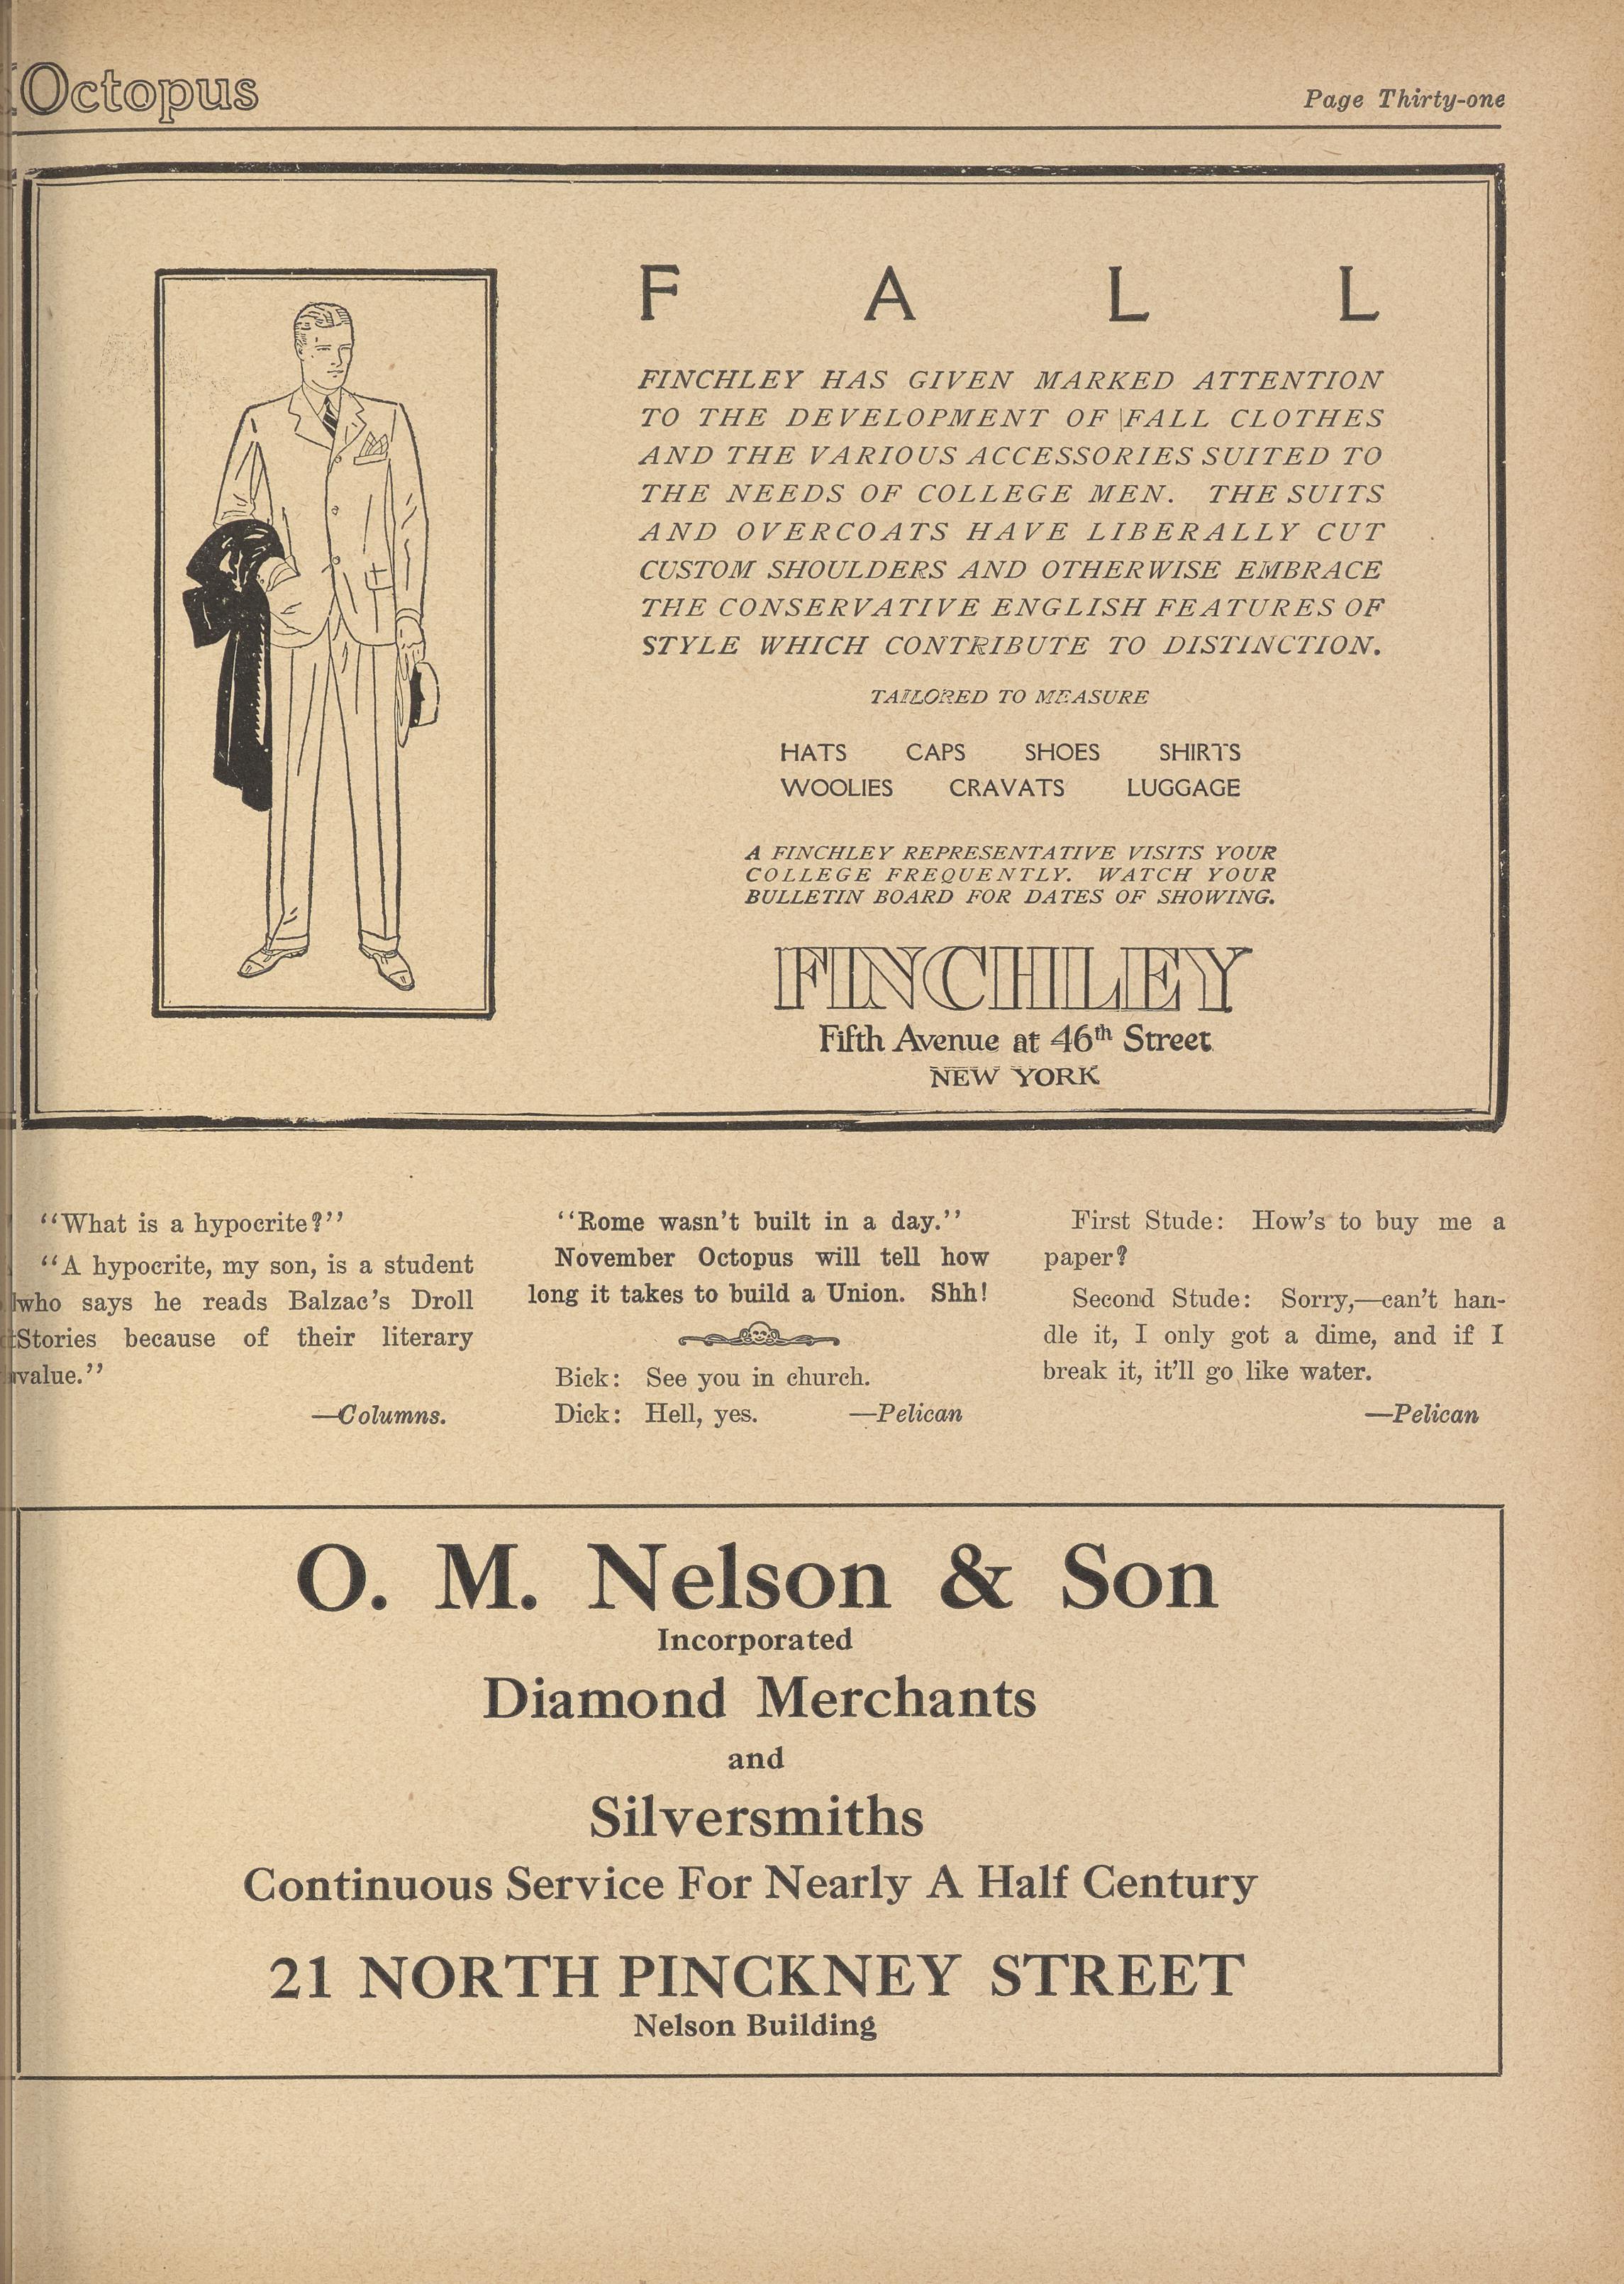 Octopus
Page Thirty-one
F A L L
FINCHLEY HAS GIVEN MARKED ATTENTION
TO THE DEVELOPMENT OF FALL CLOTHES
AND THE VARIOUS ACCESSORIES SUITED TO
THE NEEDS OF COLLEGE MEN. THE SUITS
AND OVERCOATS HAVE LIBERALLY CUT
CUSTOM SHOULDERS AND OTHERWISE EMBRACE
THE CONSERVATIVE ENGLISH FEATURES OF
STYLE WHICH CONTRIBUTE TO DISTINCTION.
TAILORED TO MEASURE
HATS CAPS SHOES SHIRTS
WOOLIES CRAVATS LUGGAGE
A FINCHLEY REPRESENTATIVE VISITS YOUR
COLLEGE FREQUENTLY. WATCH YOUR
BULLETIN BOARD FOR DATES OF SHOWING.
FINCHLEY
Fifth Avenue at 46th Street
NEW YORK
"What is a hypocrite?"
"A hypocrite, my son, is a student
who says he reads Balzac's Droll
Stories because of their literary
value."
—Columns.
"Rome wasn't built in a day."
November Octopus will tell how
long it takes to build a Union. Shh!
Bick: See you in church.
Dick: Hell, yes. —Pelican
First Stude: How's to buy me a
paper?
Second Stude: Sorry,—can't han-
dle it, I only got a dime, and if I
break it, it'll go like water.
—Pelican
O. M. Nelson & Son
Incorporated
Diamond Merchants
and
Silversmiths
Continuous Service For Nearly A Half Century
21 NORTH PINCKNEY STREET
Nelson Building